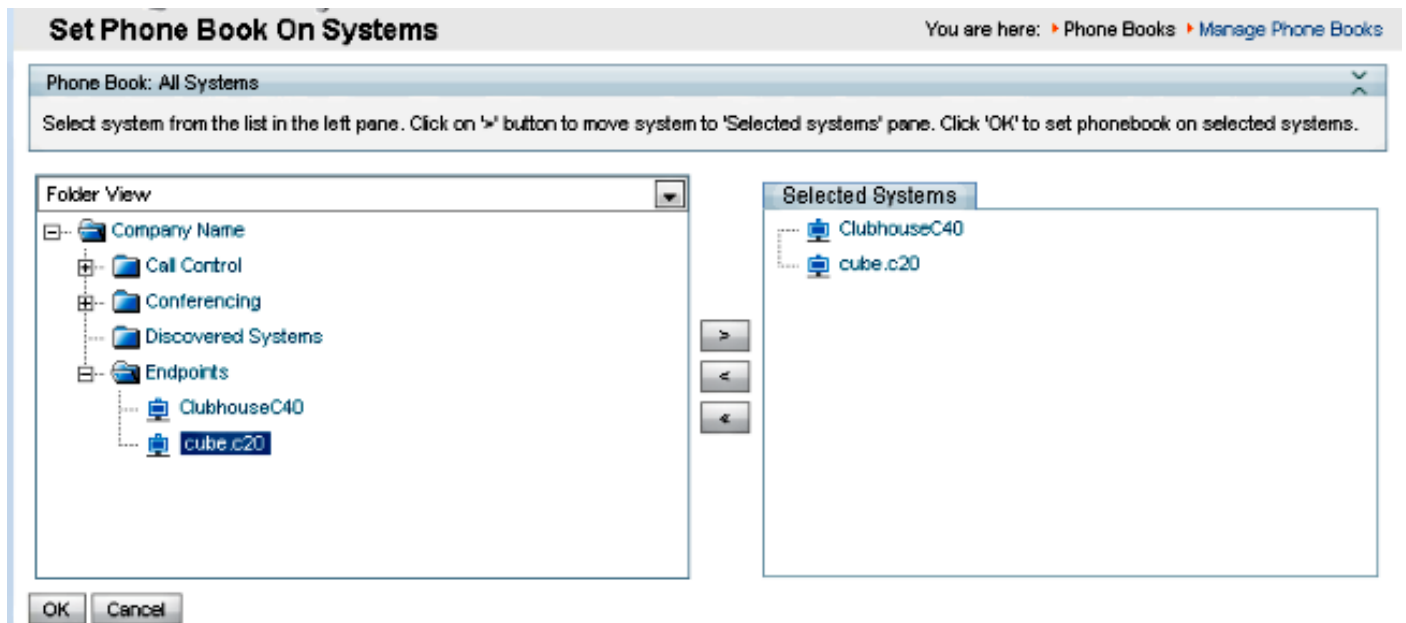 Set Phone Book On Systems
You are here: Phone Books Manage Phone Books
Phone Book: All Systems
Select system from the list in the left pane. Click on '>' button to move system to 'Selected systems' pane. Click 'OK' to set phonebook on selected systems.
Folder View
Company Name
Call Control
Conferencing
Discovered Systems
Endpoints
ClubhouseC40
cube.c20
>
<
«
Selected Systems
ClubhouseC40
cube.c20
OK Cancel